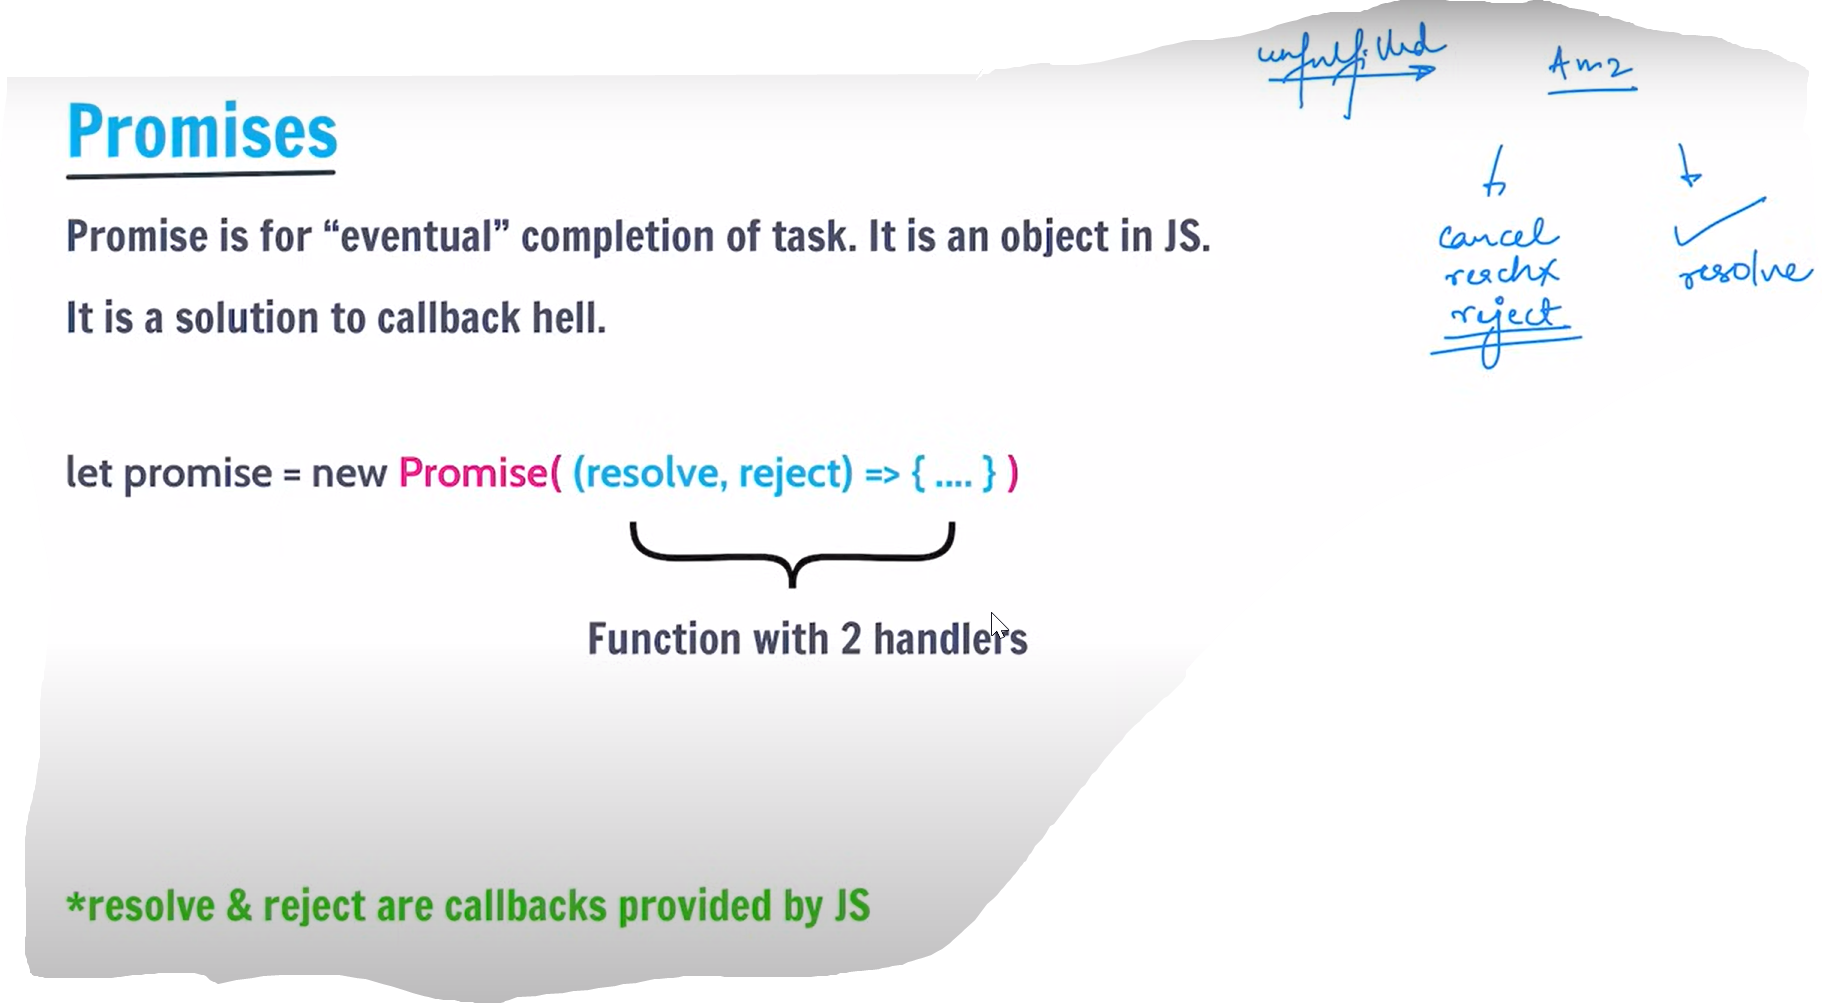 Promises
Promise is for “eventual” completion of task. It is an object in JS.
It is a solution to callback hell.
let promise = new Promise( (resolve, reject) => { .... } )
Function with 2 handlers
*resolve & reject are callbacks provided by JS
unfulfilled
Amz
cancel
reach x
reject
resolve